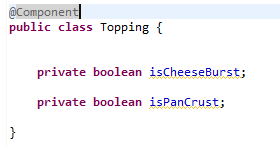 @Component
public class Topping {
private boolean isCheeseBurst;
private boolean isPanCrust;
}